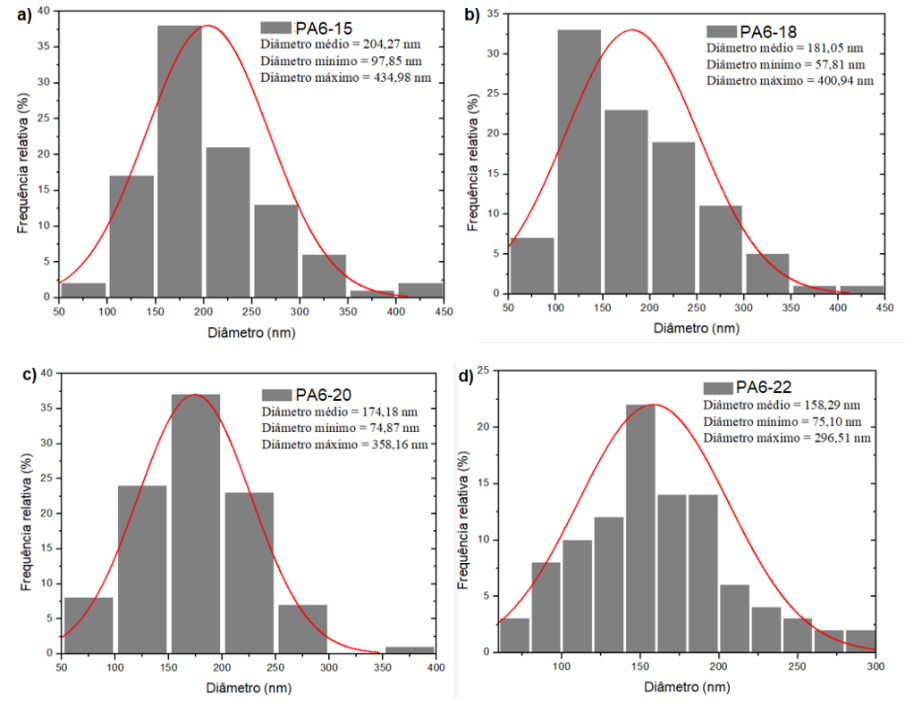 a)
PA6-15
Diâmetro médio = 204,27 nm
Diâmetro mínimo = 97,85 nm
Diâmetro máximo = 434,98 nm
Frequência relativa (%)
40
35
30
25
20
15
10
5
0
50 100 150 200 250 300 350 400 450
Diâmetro (nm)
b)
PA6-18
Diâmetro médio = 181,05 nm
Diâmetro mínimo = 57,81 nm
Diâmetro máximo = 400,94 nm
Frequência relativa (%)
35
30
25
20
15
10
5
0
50 100 150 200 250 300 350 400 450
Diâmetro (nm)
c)
PA6-20
Diâmetro médio = 174,18 nm
Diâmetro mínimo = 74,87 nm
Diâmetro máximo = 358,16 nm
Frequência relativa (%)
40
35
30
25
20
15
10
5
0
50 100 150 200 250 300 350 400
Diâmetro (nm)
d)
PA6-22
Diâmetro médio = 158,29 nm
Diâmetro mínimo = 75,10 nm
Diâmetro máximo = 296,51 nm
Frequência relativa (%)
25
20
15
10
5
0
100 150 200 250 300
Diâmetro (nm)